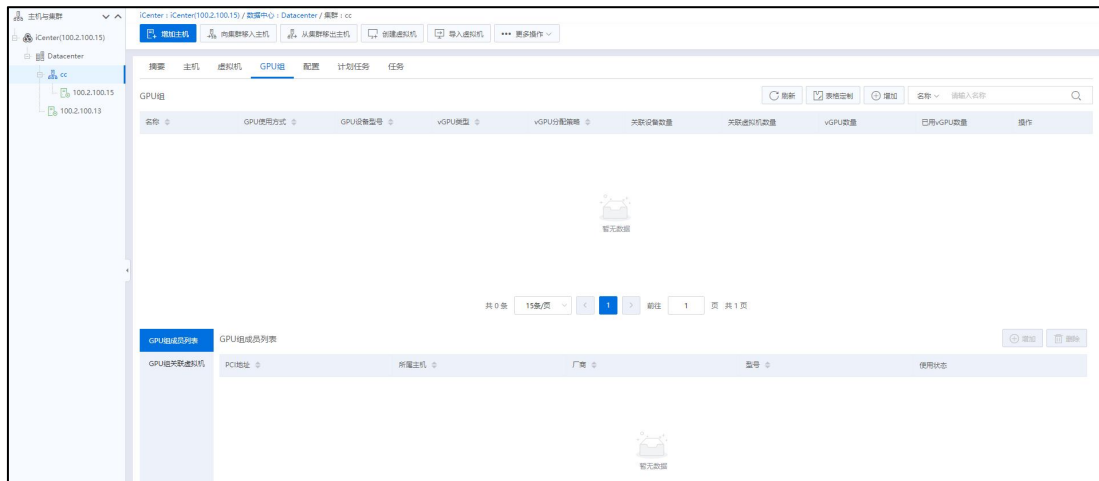 主机与集群
iCenter(100.2.100.15)
Datacenter
cc
100.2.100.15
100.2.100.13
iCenter : iCenter(100.2.100.15) / 数据中心 : Datacenter / 集群 : cc
增加主机 向集群移入主机 从集群移出主机 创建虚拟机 导入虚拟机 更多操作
摘要 主机 虚拟机 GPU组 配置 计划任务 任务
GPU组 刷新 表格定制 增加 名称 请输入名称
名称 GPU使用方式 GPU设备型号 vGPU类型 vGPU分配策略 关联设备数量 关联虚拟机数量 vGPU数量 已用vGPU数量 操作
暂无数据
共 0 条 15条/页 1 前往 1 页 共 1 页
GPU组成员列表 GPU组成员列表 增加 删除
GPU组关联虚拟机 PCI地址 所属主机 厂商 型号 使用状态
暂无数据